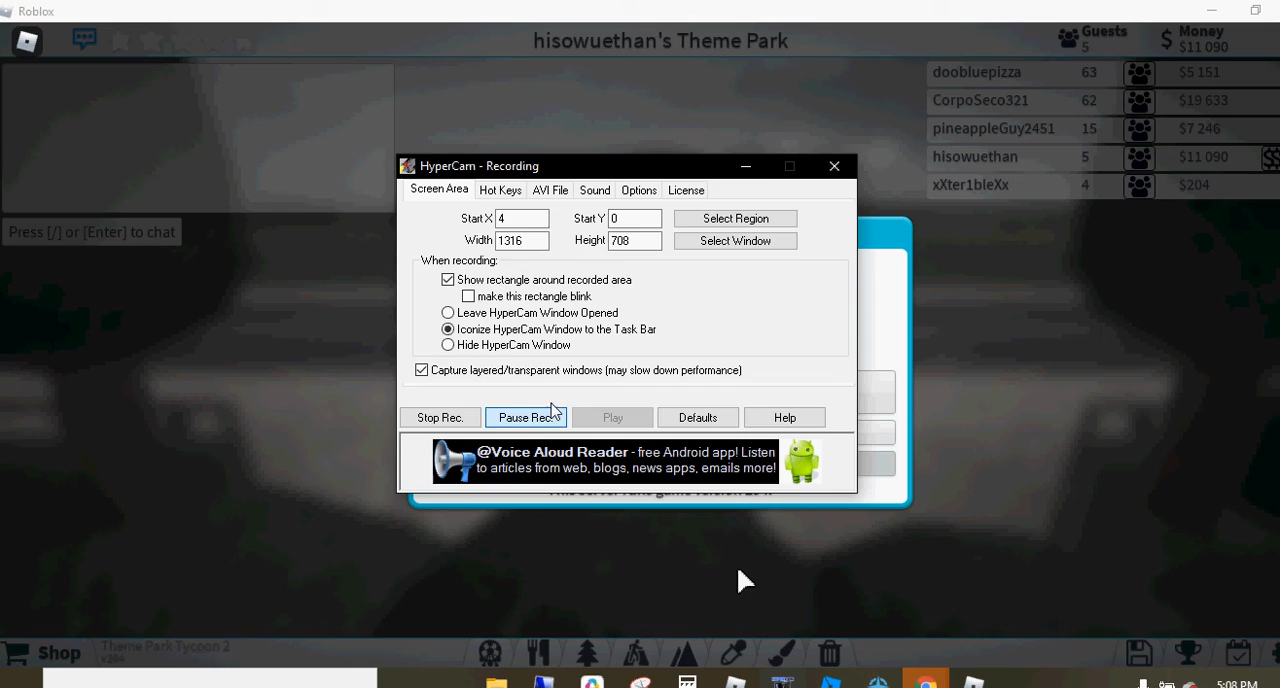 Roblox
hisowuethan's Theme Park
Guests
5
Money
$11 090
$
doobluepizza 63 $5 151
CorpoSeco321 62 $19 633
pineappleGuy2451 15 $7 246
hisowuethan 5 $11 090
xXter1bleXx 4 $204
Press [/] or [Enter] to chat
HyperCam - Recording
Screen Area Hot Keys AVI File Sound Options License
Start X 4 Start Y 0 Select Region
Width 1316 Height 708 Select Window
When recording:
Show rectangle around recorded area
make this rectangle blink
Leave HyperCam Window Opened
Iconize HyperCam Window to the Task Bar
Hide HyperCam Window
Capture layered/transparent windows (may slow down performance)
Stop Rec. Pause Rec. Play Defaults Help
@Voice Aloud Reader - free Android app! Listen
to articles from web, blogs, news apps, emails more!
Shop
Theme Park Tycoon 2
v264
5:08 PM